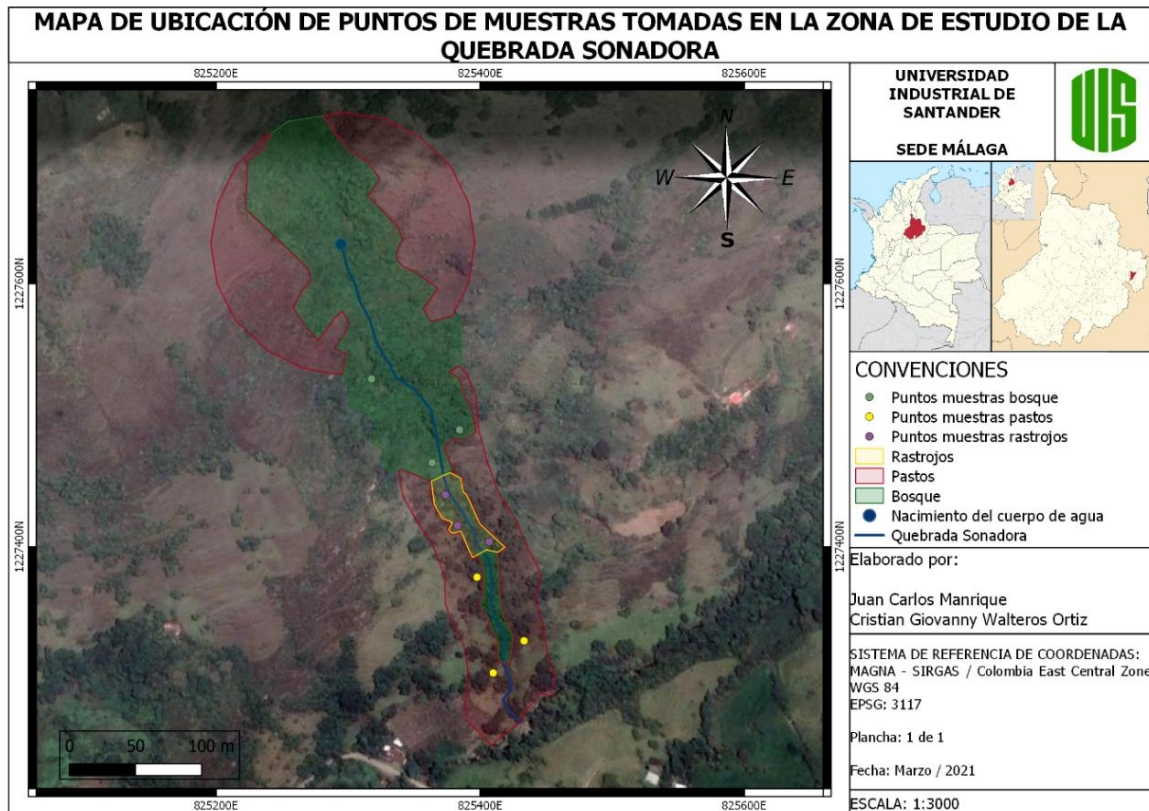 MAPA DE UBICACIÓN DE PUNTOS DE MUESTRAS TOMADAS EN LA ZONA DE ESTUDIO DE LA
QUEBRADA SONADORA
825200E
825400E
825600E
1227600N
1227400N
N
W
E
S
1227600N
1227400N
0 50 100 m
825200E
825400E
825600E
UNIVERSIDAD
INDUSTRIAL DE
SANTANDER
SEDE MÁLAGA
UIS
CONVENCIONES
Puntos muestras bosque
Puntos muestras pastos
Puntos muestras rastrojos
Rastrojos
Pastos
Bosque
Nacimiento del cuerpo de agua
Quebrada Sonadora
Elaborado por:
Juan Carlos Manrique
Cristian Giovanny Walteros Ortiz
SISTEMA DE REFERENCIA DE COORDENADAS:
MAGNA - SIRGAS / Colombia East Central Zone
WGS 84
EPSG: 3117
Plancha: 1 de 1
Fecha: Marzo / 2021
ESCALA: 1:3000